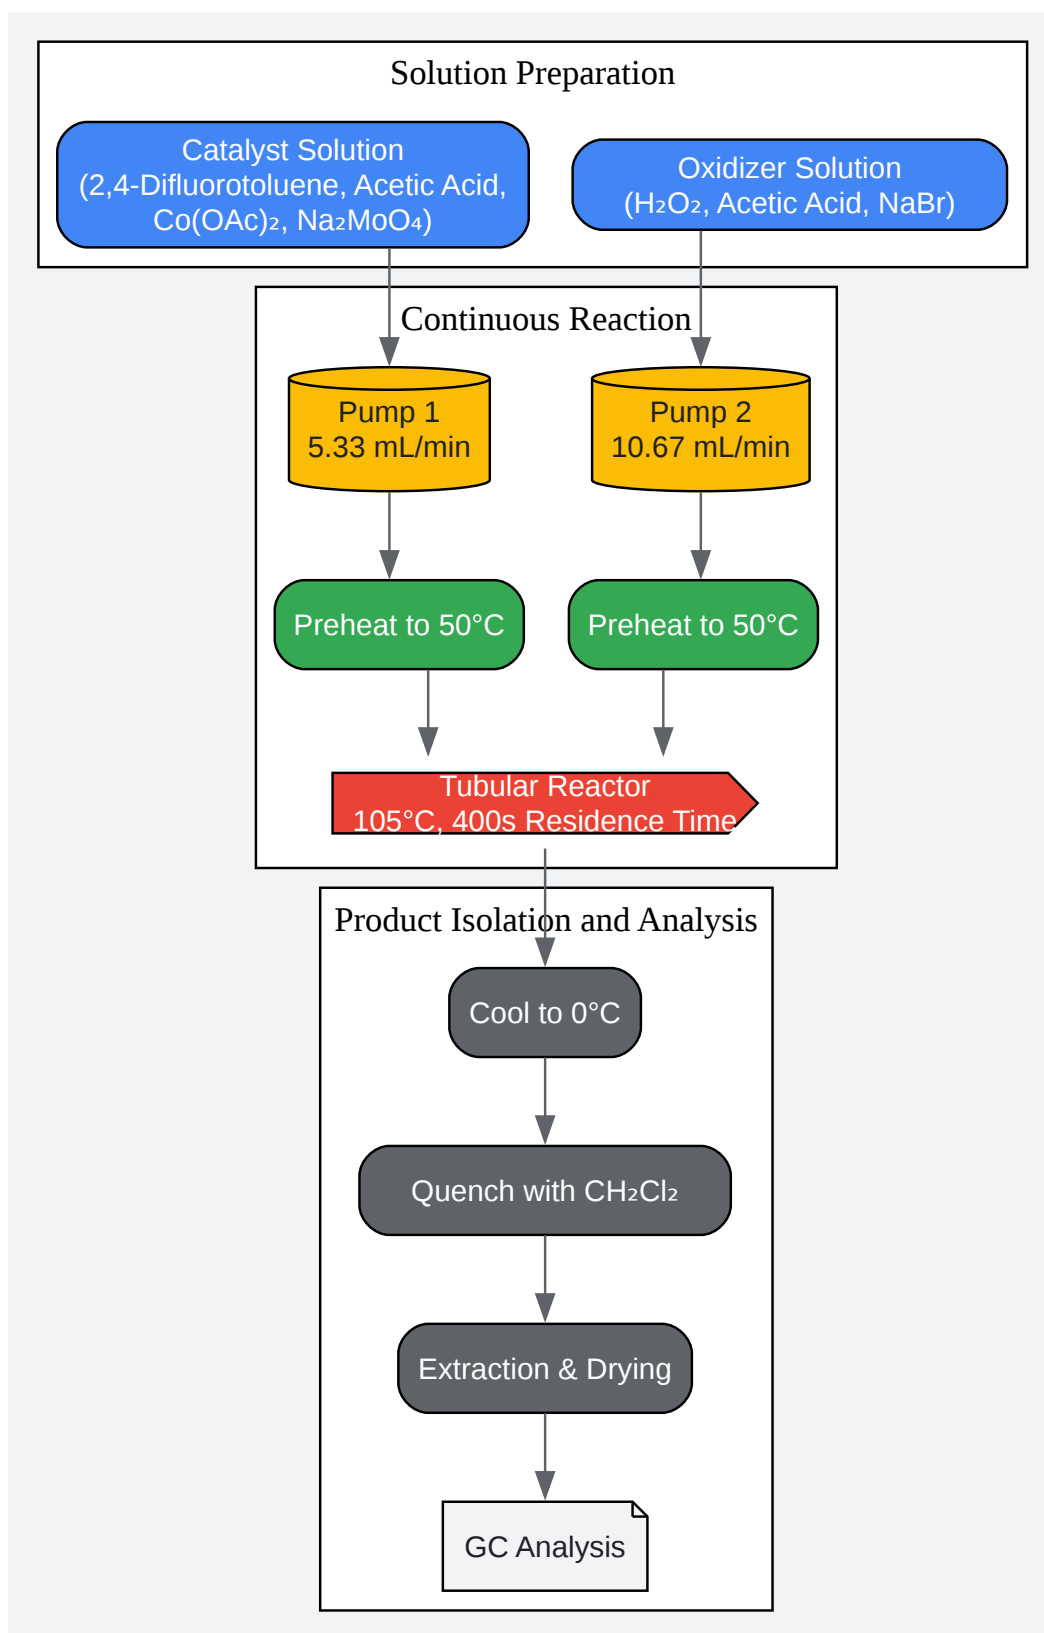 Solution Preparation
Catalyst Solution
(2,4-Difluorotoluene, Acetic Acid,
Co(OAc)₂, Na₂MoO₄)
Oxidizer Solution
(H₂O₂, Acetic Acid, NaBr)
Continuous Reaction
Pump 1
5.33 mL/min
Pump 2
10.67 mL/min
Preheat to 50°C
Preheat to 50°C
Tubular Reactor
105°C, 400s Residence Time
Product Isolation and Analysis
Cool to 0°C
Quench with CH₂Cl₂
Extraction & Drying
GC Analysis